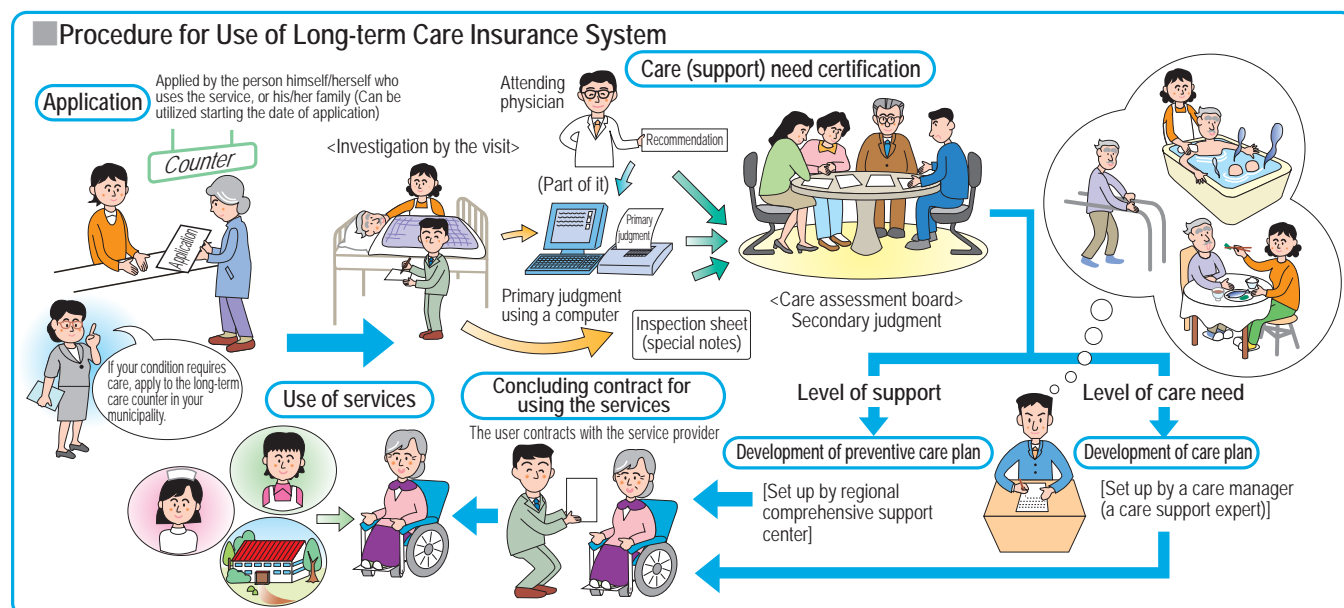 Procedure for Use of Long-term Care Insurance System
Application
Applied by the person himself/herself who
uses the service, or his/her family (Can be
utilized starting the date of application)
Counter
Application
If your condition requires
care, apply to the long-term
care counter in your
municipality.
<Investigation by the visit>
Attending
physician
Recommendation
(Part of it)
Primary
judgment
Primary judgment
using a computer
Inspection sheet
(special notes)
Care (support) need certification
<Care assessment board>
Secondary judgment
Level of support
Development of preventive care plan
[Set up by regional
comprehensive support
center]
Level of care need
Development of care plan
[Set up by a care manager
(a care support expert)]
Concluding contract for
using the services
The user contracts with the service provider
Use of services